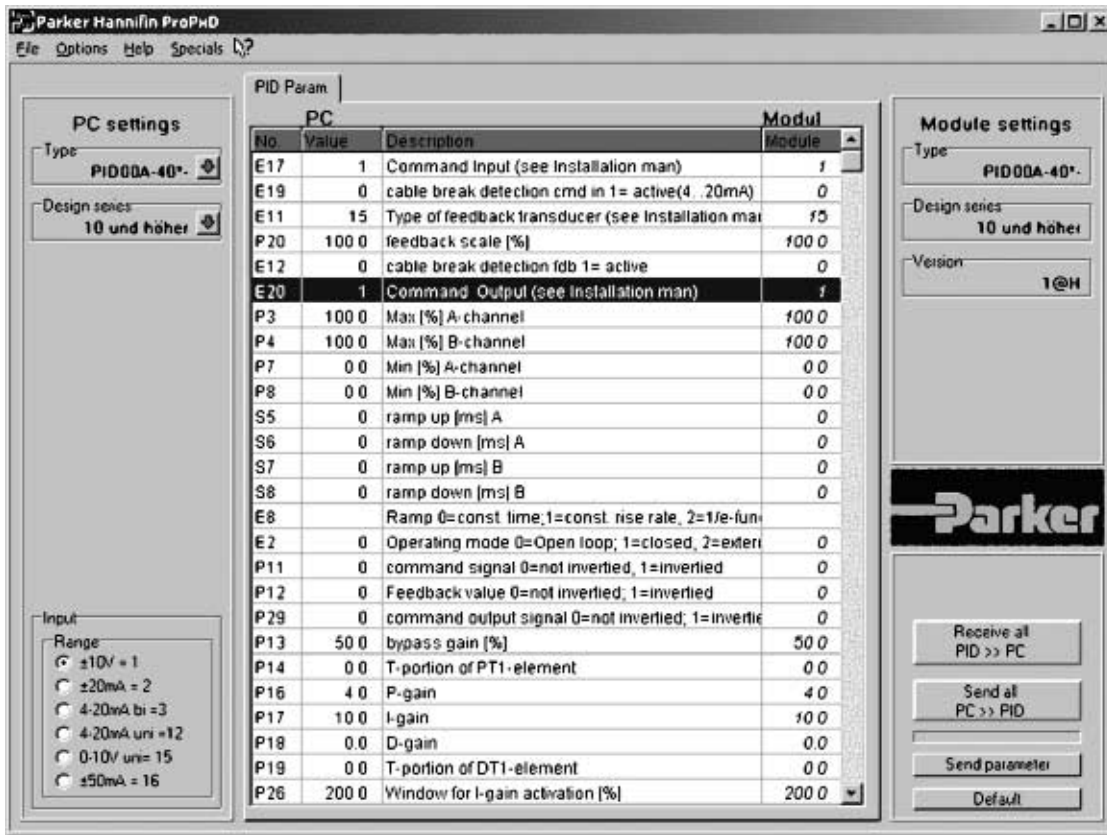 Parker Hannifin ProPxD
File Options Help Specials ?
PC settings
Type
PID00A-40*-
Design series
10 und höher
Input
Range
±10V = 1
±20mA = 2
4-20mA bi =3
4-20mA uni =12
0-10V uni= 15
±50mA = 16
PID Param
PC Modul
No. Value Description Module
E17 1 Command Input (see Installation man) 1
E19 0 cable break detection cmd in 1= active(4..20mA) 0
E11 15 Type of feedback transducer (see Installation mar 15
P20 100.0 feedback scale [%] 100.0
E12 0 cable break detection fdb 1= active 0
E20 1 Command Output (see Installation man) 1
P3 100.0 Max [%] A-channel 100.0
P4 100.0 Max [%] B-channel 100.0
P7 0.0 Min [%] A-channel 0.0
P8 0.0 Min [%] B-channel 0.0
S5 0 ramp up [ms] A 0
S6 0 ramp down [ms] A 0
S7 0 ramp up [ms] B 0
S8 0 ramp down [ms] B 0
E8 Ramp 0=const. time;1=const. rise rate, 2=1/e-fun
E2 0 Operating mode 0=Open loop; 1=closed, 2=extern 0
P11 0 command signal 0=not invertied, 1=invertied 0
P12 0 Feedback value 0=not invertied; 1=invertied 0
P29 0 command output signal 0=not invertied; 1=invertie 0
P13 50.0 bypass gain [%] 50.0
P14 0.0 T-portion of PT1-element 0.0
P16 4.0 P-gain 4.0
P17 10.0 I-gain 10.0
P18 0.0 D-gain 0.0
P19 0.0 T-portion of DT1-element 0.0
P26 200.0 Window for I-gain activation [%] 200.0
Module settings
Type
PID00A-40*-
Design series
10 und höher
Version
1@H
Parker
Receive all
PID >> PC
Send all
PC >> PID
Send parameter
Default